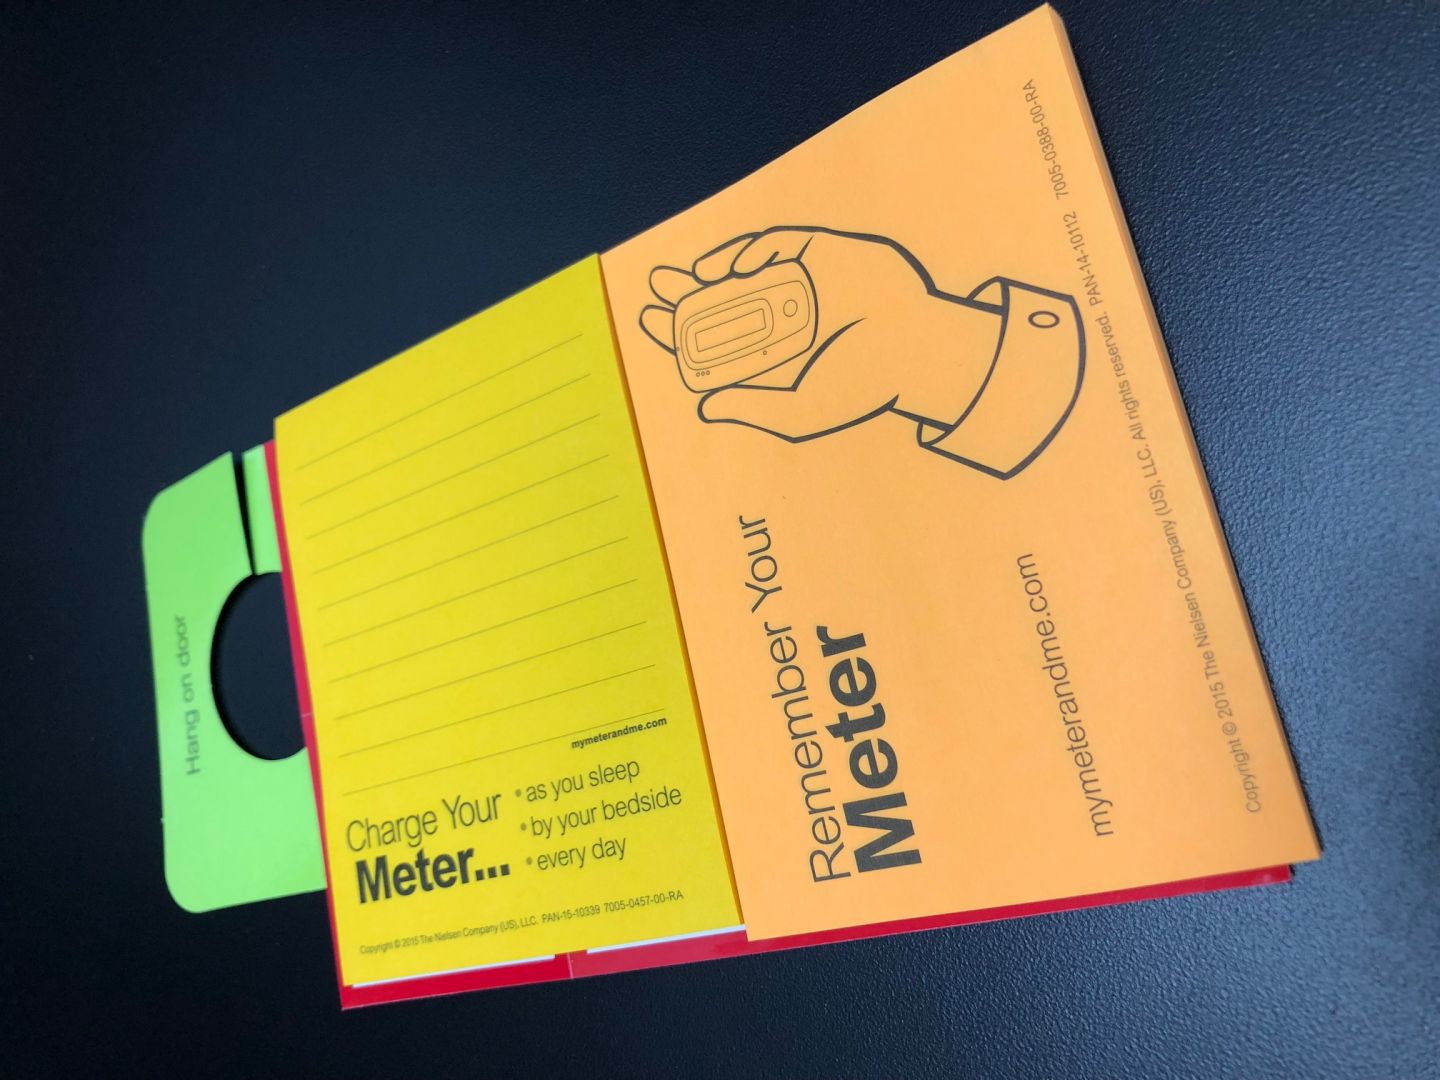 Hang on door
mymeterandme.com
Charge Your
Meter...
• as you sleep
• by your bedside
• every day
Copyright © 2015 The Nielsen Company (US), LLC. PAN-15-10339 7005-0457-00-RA
Remember Your
Meter
mymeterandme.com
Copyright © 2015 The Nielsen Company (US), LLC. All rights reserved. PAN-14-10112 7005-0388-00-RA